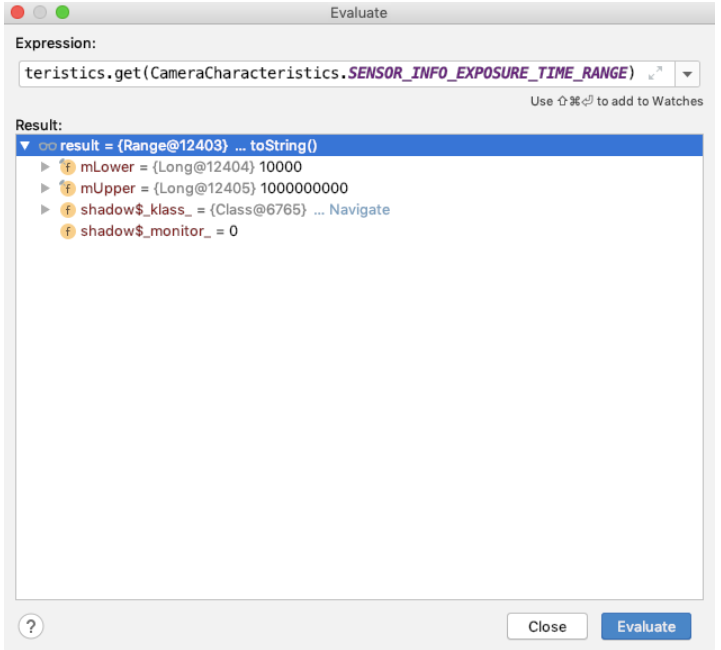 Evaluate
Expression:
teristics.get(CameraCharacteristics.SENSOR_INFO_EXPOSURE_TIME_RANGE)
Use ⇧⌘⏎ to add to Watches
Result:
result = {Range@12403} ... toString()
f mLower = {Long@12404} 10000
f mUpper = {Long@12405} 1000000000
f shadow$_klass_ = {Class@6765} ... Navigate
f shadow$_monitor_ = 0
? Close Evaluate